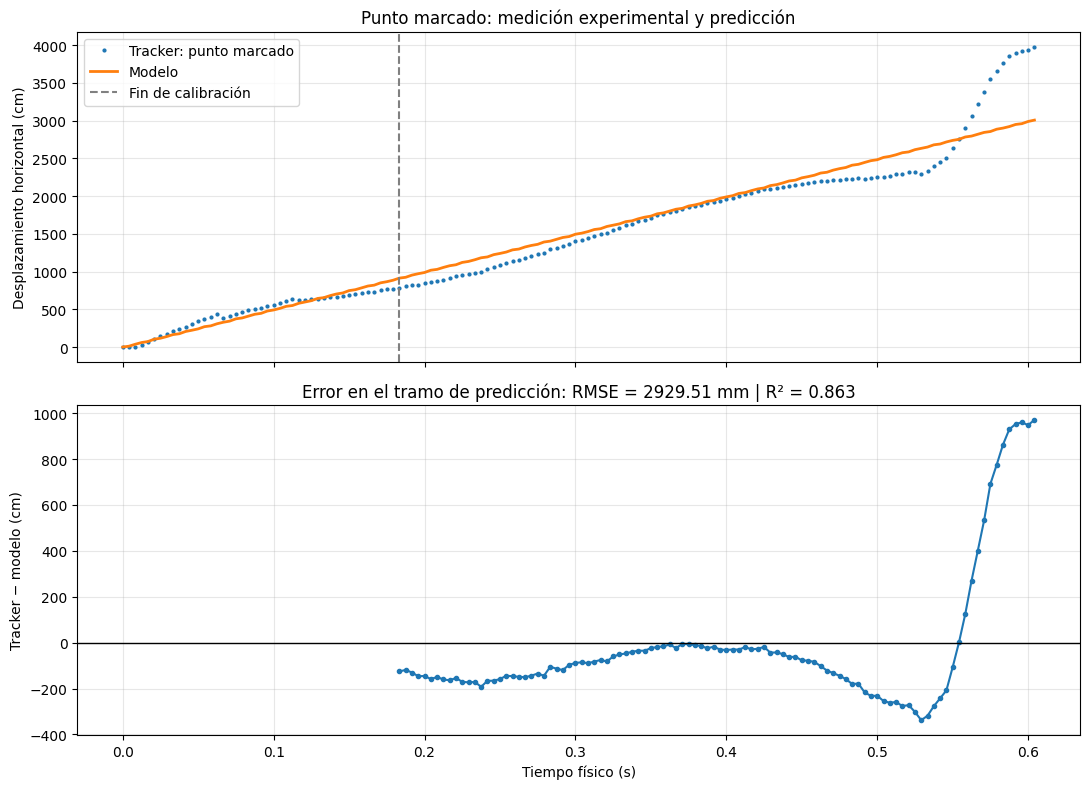 Punto marcado: medición experimental y predicción
Desplazamiento horizontal (cm)
4000
3500
3000
2500
2000
1500
1000
500
0
Tracker: punto marcado
Modelo
Fin de calibración
Error en el tramo de predicción: RMSE = 2929.51 mm | R² = 0.863
Tracker − modelo (cm)
1000
800
600
400
200
0
−200
−400
0.0 0.1 0.2 0.3 0.4 0.5 0.6
Tiempo físico (s)